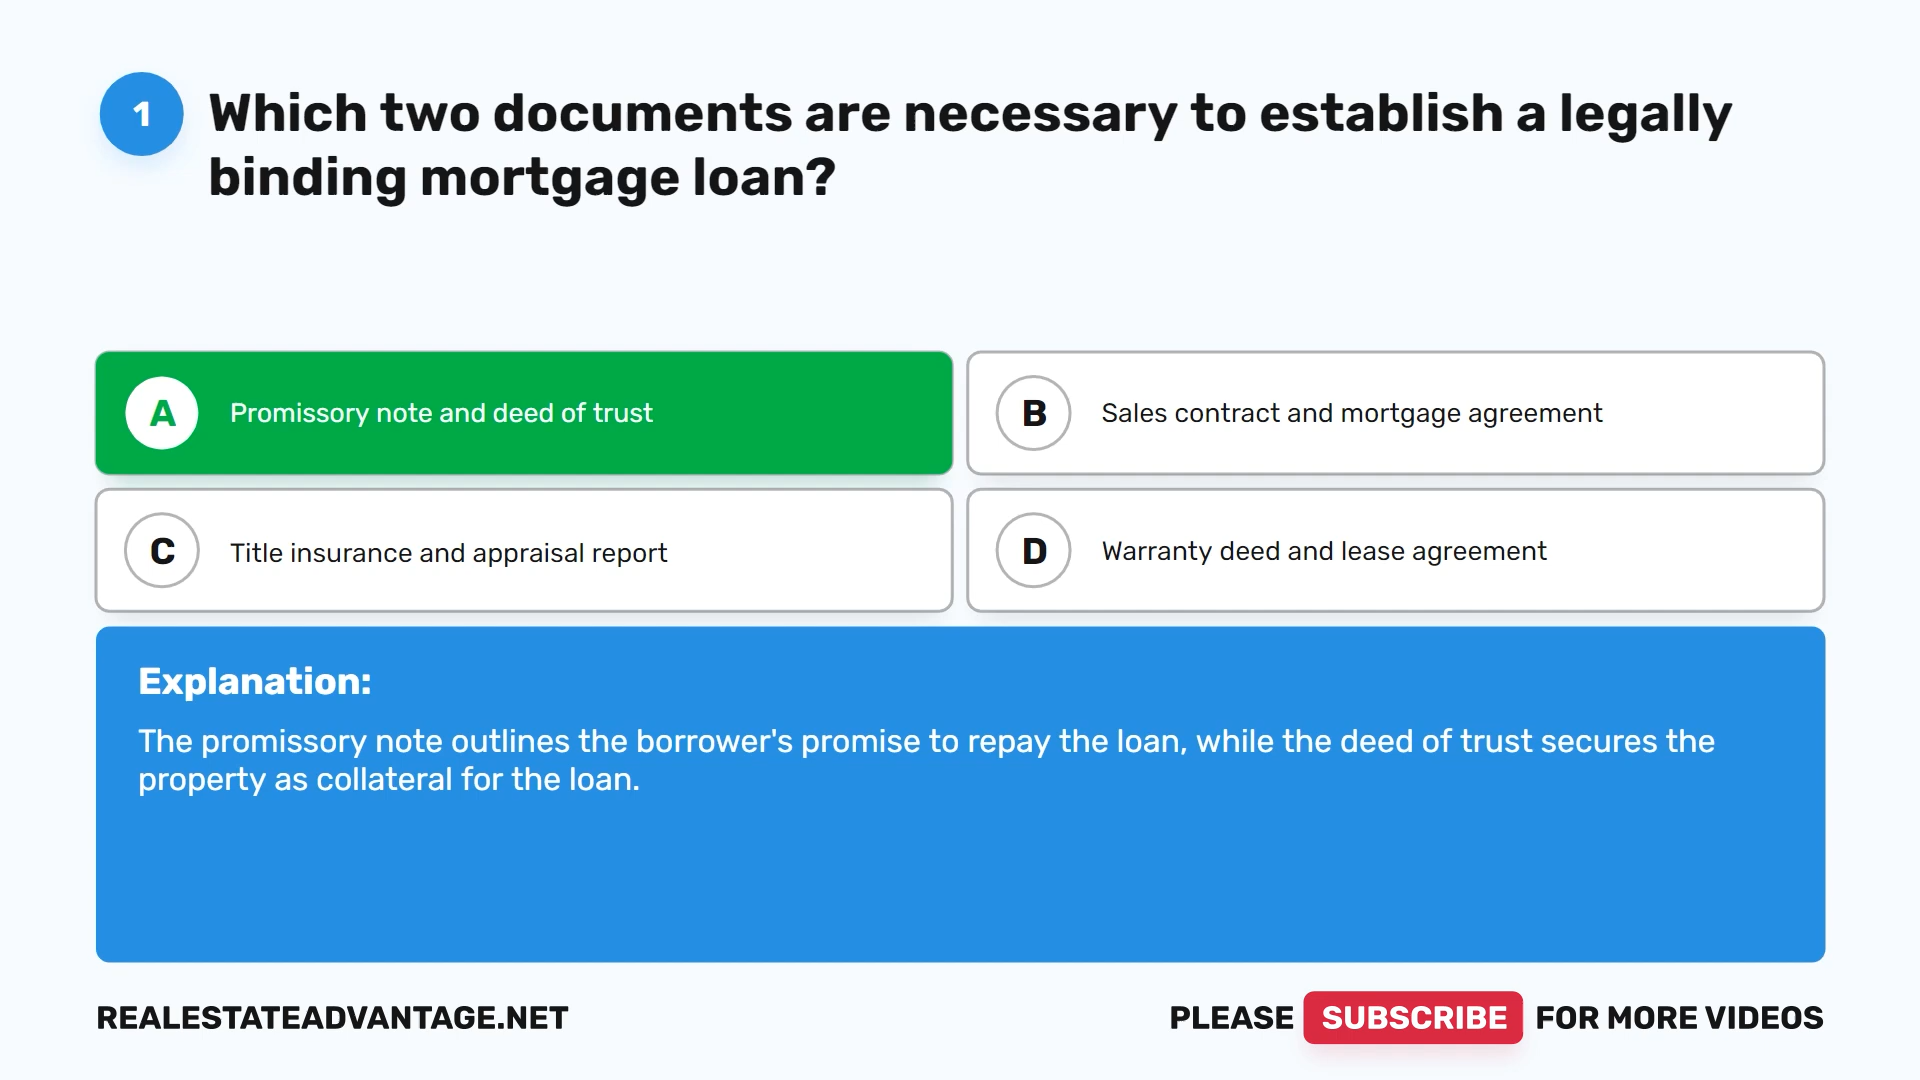 1
Which two documents are necessary to establish a legally
binding mortgage loan?
A Promissory note and deed of trust
B Sales contract and mortgage agreement
C Title insurance and appraisal report
D Warranty deed and lease agreement
Explanation:
The promissory note outlines the borrower's promise to repay the loan, while the deed of trust secures the
property as collateral for the loan.
REALESTATEADVANTAGE.NET
PLEASE SUBSCRIBE FOR MORE VIDEOS